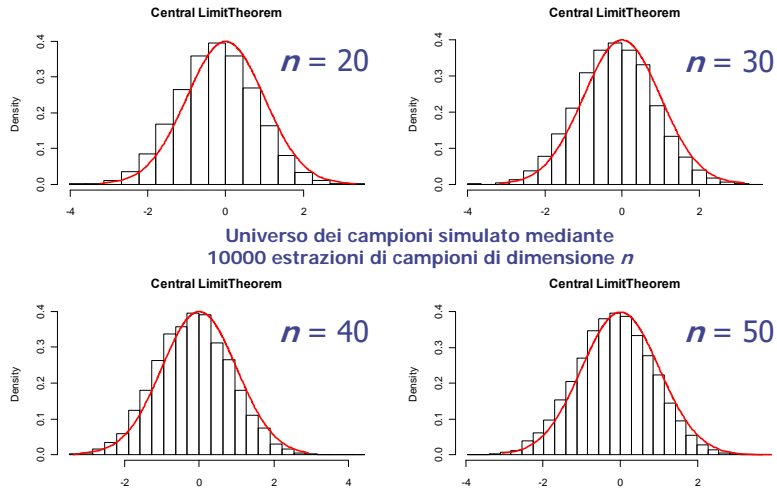 Central LimitTheorem
n = 20
Density
0.0 0.1 0.2 0.3 0.4
-4 -2 0 2
Central LimitTheorem
n = 30
Density
0.0 0.1 0.2 0.3 0.4
-4 -2 0 2
Universo dei campioni simulato mediante
10000 estrazioni di campioni di dimensione n
Central LimitTheorem
n = 40
Density
0.0 0.1 0.2 0.3 0.4
-2 0 2 4
Central LimitTheorem
n = 50
Density
0.0 0.1 0.2 0.3 0.4
-4 -2 0 2